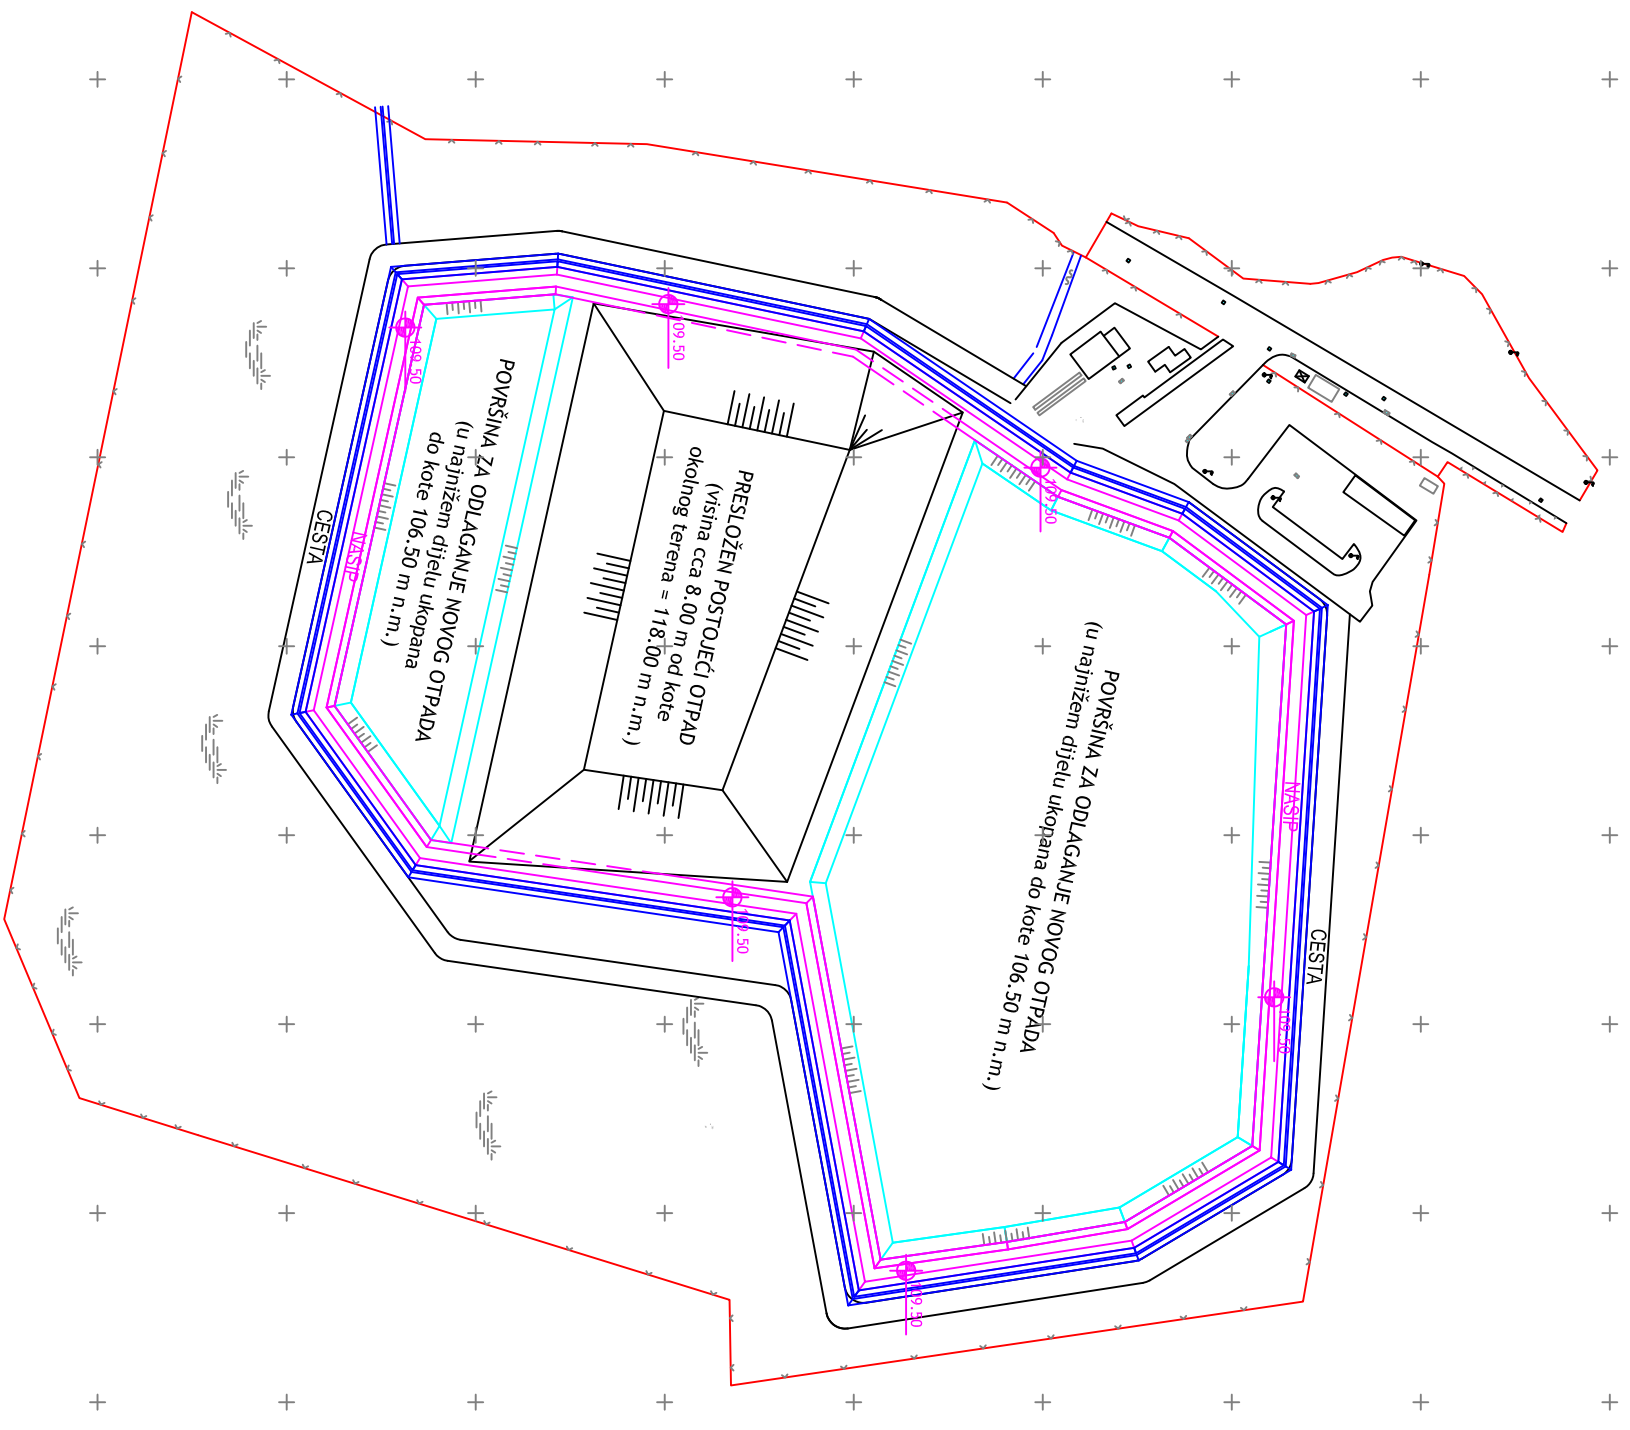 POVRŠINA ZA ODLAGANJE NOVOG OTPADA
(u najnižem dijelu ukopana
do kote 106.50 m n.m.)
PRESLOŽEN POSTOJEĆI OTPAD
(visina cca 8.00 m od kote
okolnog terena = 118.00 m n.m.)
POVRŠINA ZA ODLAGANJE NOVOG OTPADA
(u najnižem dijelu ukopana do kote 106.50 m n.m.)
CESTA
NASIP
NASIP
CESTA
109.50
109.50
109.50
109.50
109.50
109.50